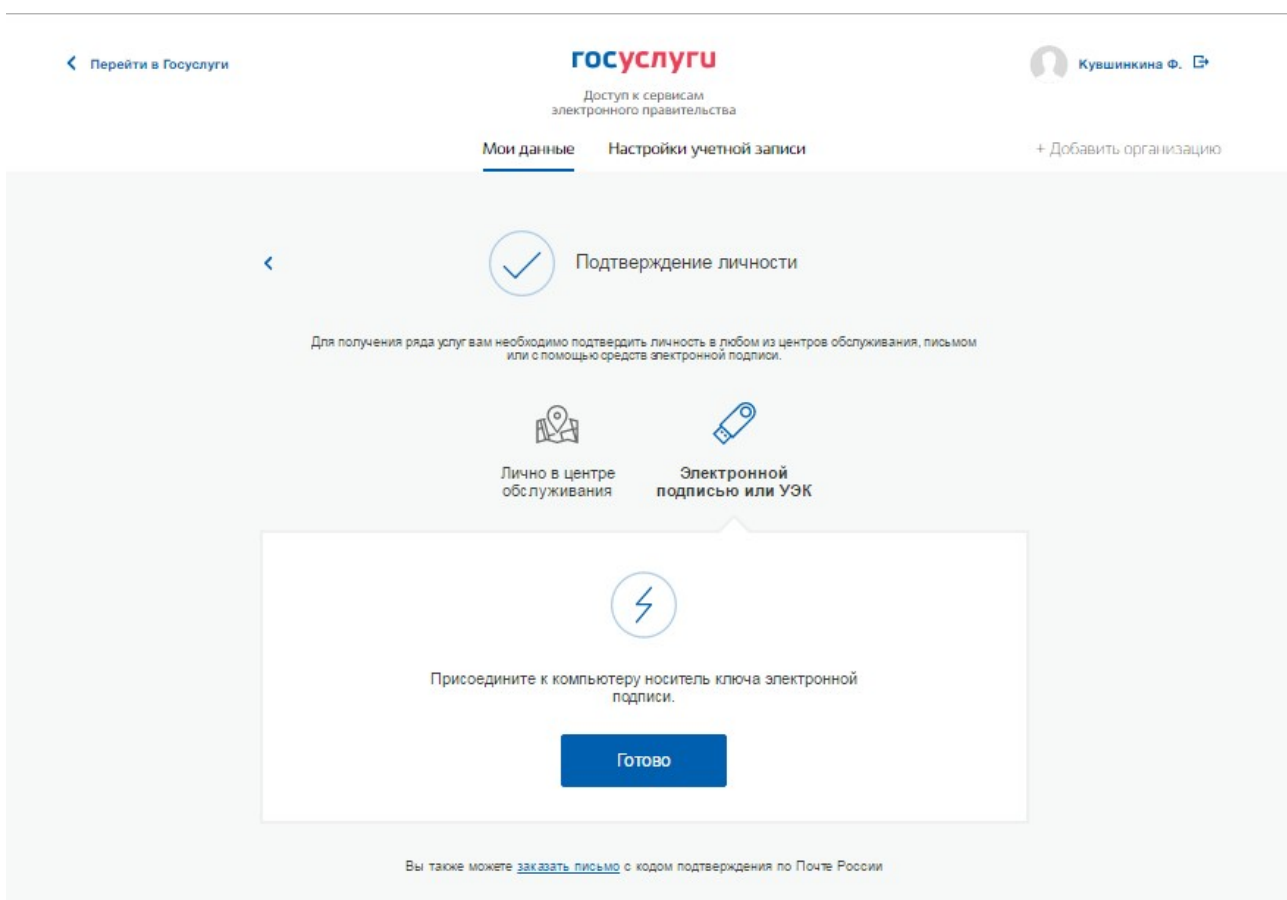 Перейти в Госуслуги
госуслуги
Кувшинкина Ф.
Доступ к сервисам
электронного правительства
Мои данные
Настройки учетной записи
+ Добавить организацию
Подтверждение личности
Для получения ряда услуг вам необходимо подтвердить личность в любом из центров обслуживания, письмом
или с помощью средств электронной подписи.
Лично в центре
обслуживания
Электронной
подписью или УЭК
Присоедините к компьютеру носитель ключа электронной
подписи.
Готово
Вы также можете заказать письмо с кодом подтверждения по Почте России